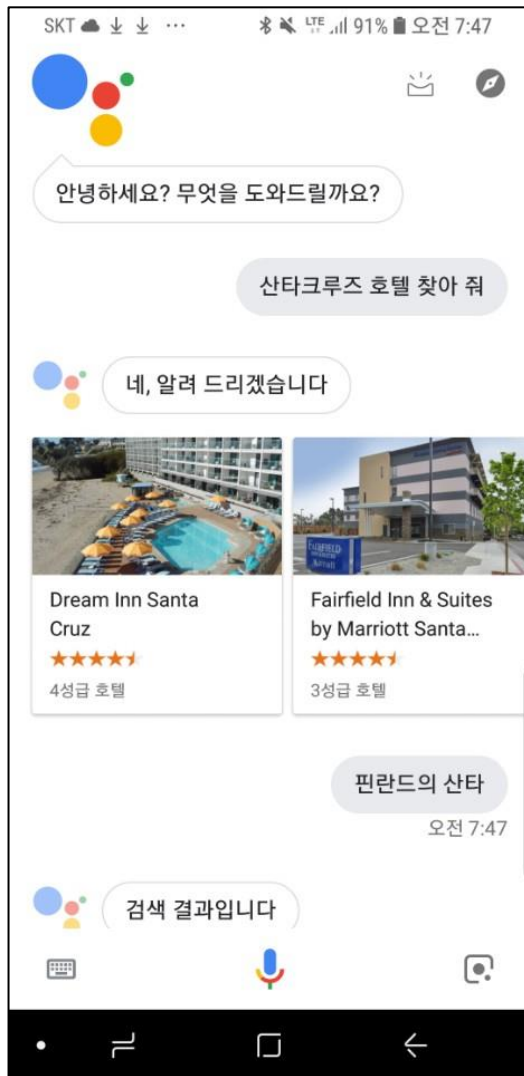 SKT ... LTE 91% 오전 7:47
안녕하세요? 무엇을 도와드릴까요?
산타크루즈 호텔 찾아 줘
네, 알려 드리겠습니다
FAIRFIELD
Marriott
Dream Inn Santa
Cruz
4성급 호텔
Fairfield Inn & Suites
by Marriott Santa...
3성급 호텔
핀란드의 산타
오전 7:47
검색 결과입니다